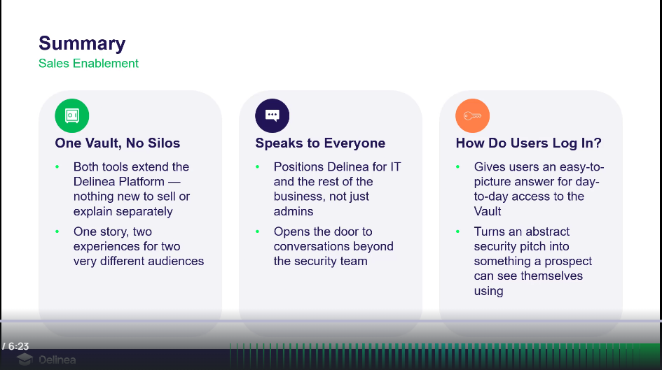 Summary
Sales Enablement
One Vault, No Silos
• Both tools extend the
Delinea Platform —
nothing new to sell or
explain separately
• One story, two
experiences for two
very different audiences
Speaks to Everyone
• Positions Delinea for IT
and the rest of the
business, not just
admins
• Opens the door to
conversations beyond
the security team
How Do Users Log In?
• Gives users an easy-to-
picture answer for day-
to-day access to the
Vault
• Turns an abstract
security pitch into
something a prospect
can see themselves
using
/ 6:23
Delinea